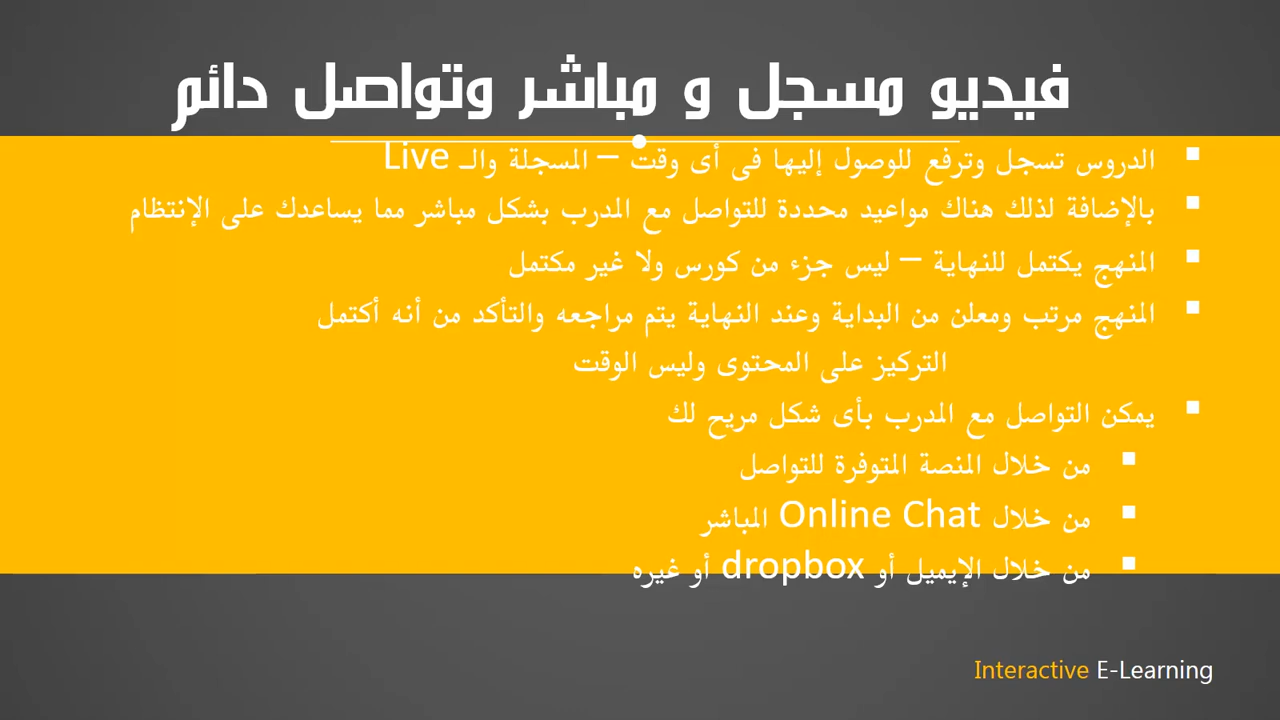 فيديو مسجل و مباشر وتواصل دائم
الدروس تسجل وترفع للوصول إليها فى أى وقت – المسجلة والـ Live
بالإضافة لذلك هناك مواعيد محددة للتواصل مع المدرب بشكل مباشر مما يساعدك على الإنتظام
المنهج يكتمل للنهاية – ليس جزء من كورس ولا غير مكتمل
المنهج مرتب ومعلن من البداية وعند النهاية يتم مراجعه والتأكد من أنه أكتمل
التركيز على المحتوى وليس الوقت
يمكن التواصل مع المدرب بأى شكل مريح لك
من خلال المنصة المتوفرة للتواصل
من خلال Online Chat المباشر
من خلال الإيميل أو dropbox أو غيره
Interactive E-Learning